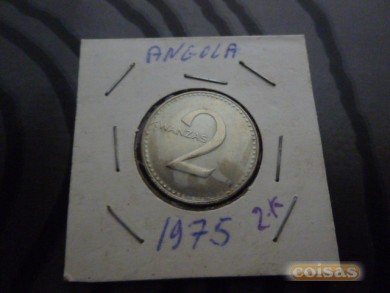 ANGOLA
2
KWANZAS
1975 2K
coisas